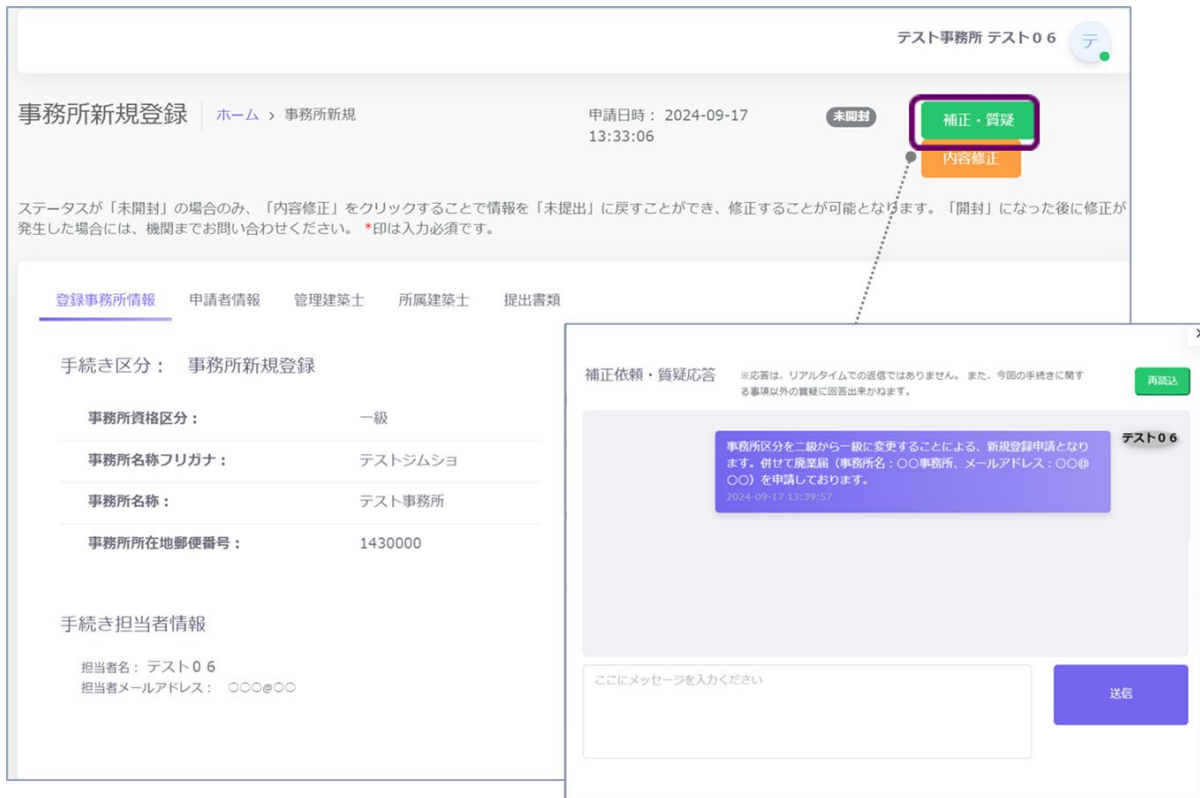 テスト事務所 テスト０６
テ
事務所新規登録
ホーム › 事務所新規
申請日時： 2024-09-17
13:33:06
未開封
補正・質疑
内容修正
ステータスが「未開封」の場合のみ、「内容修正」をクリックすることで情報を「未提出」に戻すことができ、修正することが可能となります。「開封」になった後に修正が
発生した場合には、機関までお問い合わせください。 *印は入力必須です。
登録事務所情報 申請者情報 管理建築士 所属建築士 提出書類
手続き区分： 事務所新規登録
事務所資格区分： 一級
事務所名称フリガナ： テストジムショ
事務所名称： テスト事務所
事務所所在地郵便番号： 1430000
手続き担当者情報
担当者名： テスト０６
担当者メールアドレス： ○○○@○○
補正依頼・質疑応答
※応答は、リアルタイムでの返信ではありません。 また、今回の手続きに関す
る事項以外の質疑に回答出来かねます。
再読込
テスト０６
事務所区分を二級から一級に変更することによる、新規登録申請となり
ます。併せて廃業届（事務所名：○○事務所、メールアドレス：○○@
○○）を申請しております。
2024-09-17 13:39:57
ここにメッセージを入力ください
送信